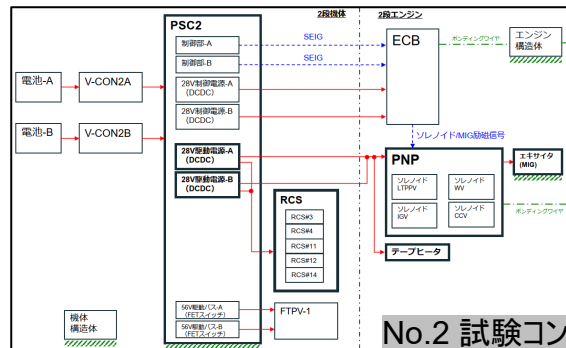 PSC2
2段機体
2段エンジン
制御部-A
SEIG
ECB
ボンディングワイヤ
エンジン
構造体
制御部-B
SEIG
電池-A
V-CON2A
28V制御電源-A
(DCDC)
28V制御電源-B
(DCDC)
電池-B
V-CON2B
ソレノイド/MIG励磁信号
28V駆動電源-A
(DCDC)
PNP
エキサイタ
(MIG)
28V駆動電源-B
(DCDC)
ソレノイド
LTPPV
ソレノイド
WV
RCS
ソレノイド
IGV
ソレノイド
CCV
ボンディングワイヤ
RCS#3
RCS#4
RCS#11
RCS#12
RCS#14
テープヒータ
56V駆動バス-A
(FETスイッチ)
FTPV-1
56V駆動バス-B
(FETスイッチ)
機体
構造体
No.2 試験コン